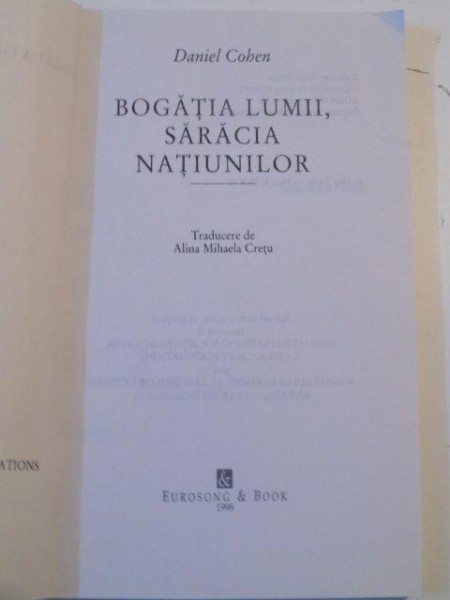 Daniel Cohen
BOGĂȚIA LUMII,
SĂRĂCIA
NAȚIUNILOR
Traducere de
Alina Mihaela Crețu
ATIONS
&
EUROSONG & BOOK
1998